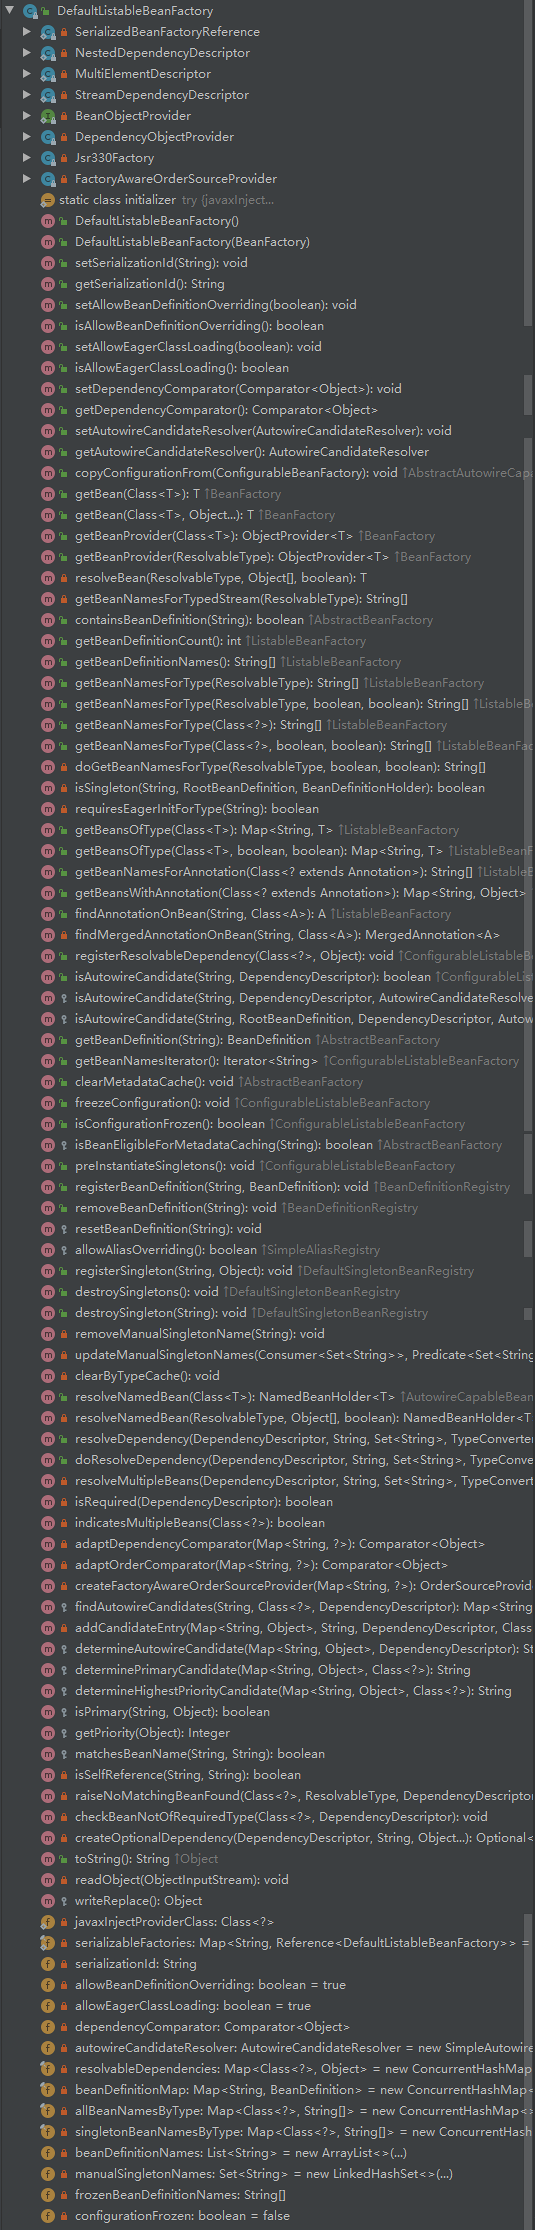 DefaultListableBeanFactory
SerializedBeanFactoryReference
NestedDependencyDescriptor
MultiElementDescriptor
StreamDependencyDescriptor
BeanObjectProvider
DependencyObjectProvider
Jsr330Factory
FactoryAwareOrderSourceProvider
static class initializer try {javaxInject...
DefaultListableBeanFactory()
DefaultListableBeanFactory(BeanFactory)
setSerializationId(String): void
getSerializationId(): String
setAllowBeanDefinitionOverriding(boolean): void
isAllowBeanDefinitionOverriding(): boolean
setAllowEagerClassLoading(boolean): void
isAllowEagerClassLoading(): boolean
setDependencyComparator(Comparator<Object>): void
getDependencyComparator(): Comparator<Object>
setAutowireCandidateResolver(AutowireCandidateResolver): void
getAutowireCandidateResolver(): AutowireCandidateResolver
copyConfigurationFrom(ConfigurableBeanFactory): void ↑AbstractAutowireCapa
getBean(Class<T>): T ↑BeanFactory
getBean(Class<T>, Object...): T ↑BeanFactory
getBeanProvider(Class<T>): ObjectProvider<T> ↑BeanFactory
getBeanProvider(ResolvableType): ObjectProvider<T> ↑BeanFactory
resolveBean(ResolvableType, Object[], boolean): T
getBeanNamesForTypedStream(ResolvableType): String[]
containsBeanDefinition(String): boolean ↑AbstractBeanFactory
getBeanDefinitionCount(): int ↑ListableBeanFactory
getBeanDefinitionNames(): String[] ↑ListableBeanFactory
getBeanNamesForType(ResolvableType): String[] ↑ListableBeanFactory
getBeanNamesForType(ResolvableType, boolean, boolean): String[] ↑ListableB
getBeanNamesForType(Class<?>): String[] ↑ListableBeanFactory
getBeanNamesForType(Class<?>, boolean, boolean): String[] ↑ListableBeanFac
doGetBeanNamesForType(ResolvableType, boolean, boolean): String[]
isSingleton(String, RootBeanDefinition, BeanDefinitionHolder): boolean
requiresEagerInitForType(String): boolean
getBeansOfType(Class<T>): Map<String, T> ↑ListableBeanFactory
getBeansOfType(Class<T>, boolean, boolean): Map<String, T> ↑ListableBeanF
getBeanNamesForAnnotation(Class<? extends Annotation>): String[] ↑Listabl
getBeansWithAnnotation(Class<? extends Annotation>): Map<String, Object>
findAnnotationOnBean(String, Class<A>): A ↑ListableBeanFactory
findMergedAnnotationOnBean(String, Class<A>): MergedAnnotation<A>
registerResolvableDependency(Class<?>, Object): void ↑ConfigurableListableB
isAutowireCandidate(String, DependencyDescriptor): boolean ↑ConfigurableLis
isAutowireCandidate(String, DependencyDescriptor, AutowireCandidateResolve
isAutowireCandidate(String, RootBeanDefinition, DependencyDescriptor, Autow
getBeanDefinition(String): BeanDefinition ↑AbstractBeanFactory
getBeanNamesIterator(): Iterator<String> ↑ConfigurableListableBeanFactory
clearMetadataCache(): void ↑AbstractBeanFactory
freezeConfiguration(): void ↑ConfigurableListableBeanFactory
isConfigurationFrozen(): boolean ↑ConfigurableListableBeanFactory
isBeanEligibleForMetadataCaching(String): boolean ↑AbstractBeanFactory
preInstantiateSingletons(): void ↑ConfigurableListableBeanFactory
registerBeanDefinition(String, BeanDefinition): void ↑BeanDefinitionRegistry
removeBeanDefinition(String): void ↑BeanDefinitionRegistry
resetBeanDefinition(String): void
allowAliasOverriding(): boolean ↑SimpleAliasRegistry
registerSingleton(String, Object): void ↑DefaultSingletonBeanRegistry
destroySingletons(): void ↑DefaultSingletonBeanRegistry
destroySingleton(String): void ↑DefaultSingletonBeanRegistry
removeManualSingletonName(String): void
updateManualSingletonNames(Consumer<Set<String>>, Predicate<Set<String
clearByTypeCache(): void
resolveNamedBean(Class<T>): NamedBeanHolder<T> ↑AutowireCapableBean
resolveNamedBean(ResolvableType, Object[], boolean): NamedBeanHolder<T
resolveDependency(DependencyDescriptor, String, Set<String>, TypeConverte
doResolveDependency(DependencyDescriptor, String, Set<String>, TypeConve
resolveMultipleBeans(DependencyDescriptor, String, Set<String>, TypeConvert
isRequired(DependencyDescriptor): boolean
indicatesMultipleBeans(Class<?>): boolean
adaptDependencyComparator(Map<String, ?>): Comparator<Object>
adaptOrderComparator(Map<String, ?>): Comparator<Object>
createFactoryAwareOrderSourceProvider(Map<String, ?>): OrderSourceProvid
findAutowireCandidates(String, Class<?>, DependencyDescriptor): Map<String
addCandidateEntry(Map<String, Object>, String, DependencyDescriptor, Class
determineAutowireCandidate(Map<String, Object>, DependencyDescriptor): St
determinePrimaryCandidate(Map<String, Object>, Class<?>): String
determineHighestPriorityCandidate(Map<String, Object>, Class<?>): String
isPrimary(String, Object): boolean
getPriority(Object): Integer
matchesBeanName(String, String): boolean
isSelfReference(String, String): boolean
raiseNoMatchingBeanFound(Class<?>, ResolvableType, DependencyDescripto
checkBeanNotOfRequiredType(Class<?>, DependencyDescriptor): void
createOptionalDependency(DependencyDescriptor, String, Object...): Optional<
toString(): String ↑Object
readObject(ObjectInputStream): void
writeReplace(): Object
javaxInjectProviderClass: Class<?>
serializableFactories: Map<String, Reference<DefaultListableBeanFactory>> =
serializationId: String
allowBeanDefinitionOverriding: boolean = true
allowEagerClassLoading: boolean = true
dependencyComparator: Comparator<Object>
autowireCandidateResolver: AutowireCandidateResolver = new SimpleAutowire
resolvableDependencies: Map<Class<?>, Object> = new ConcurrentHashMap
beanDefinitionMap: Map<String, BeanDefinition> = new ConcurrentHashMap<
allBeanNamesByType: Map<Class<?>, String[]> = new ConcurrentHashMap<>
singletonBeanNamesByType: Map<Class<?>, String[]> = new ConcurrentHash
beanDefinitionNames: List<String> = new ArrayList<>(...)
manualSingletonNames: Set<String> = new LinkedHashSet<>(...)
frozenBeanDefinitionNames: String[]
configurationFrozen: boolean = false